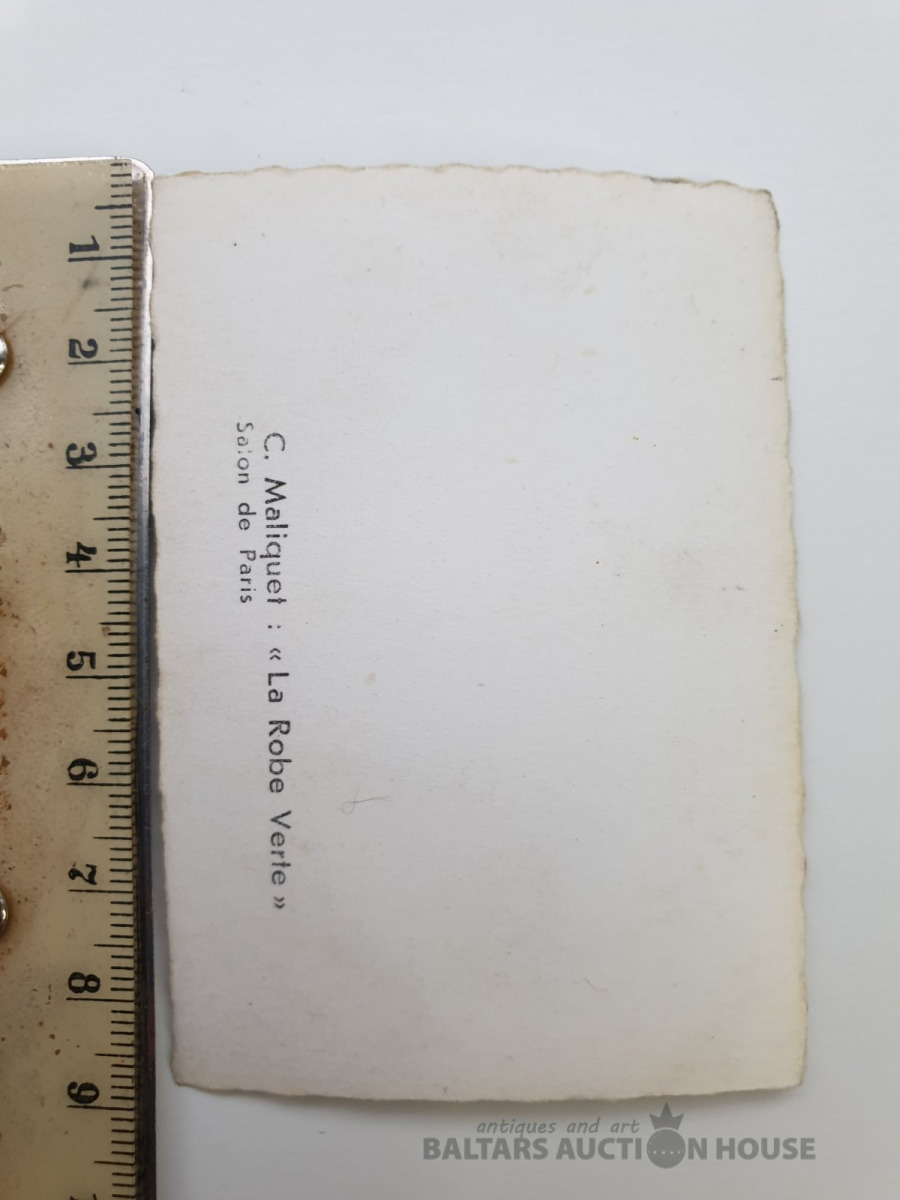 C. Maliquet : « La Robe Verte »
Salon de Paris
1
2
3
4
5
6
7
8
9
antiques and art
BALTARS AUCTION HOUSE